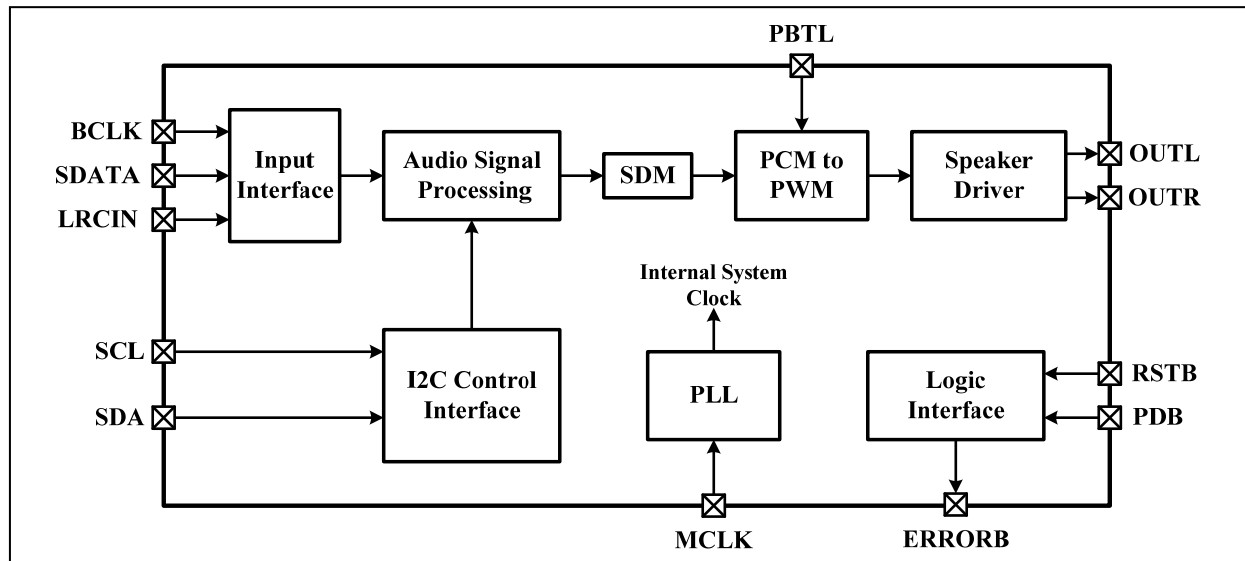 PBTL
BCLK
SDATA
LRCIN
Input
Interface
Audio Signal
Processing
SDM
PCM to
PWM
Speaker
Driver
OUTL
OUTR
Internal System
Clock
SCL
SDA
I2C Control
Interface
PLL
Logic
Interface
RSTB
PDB
MCLK
ERRORB